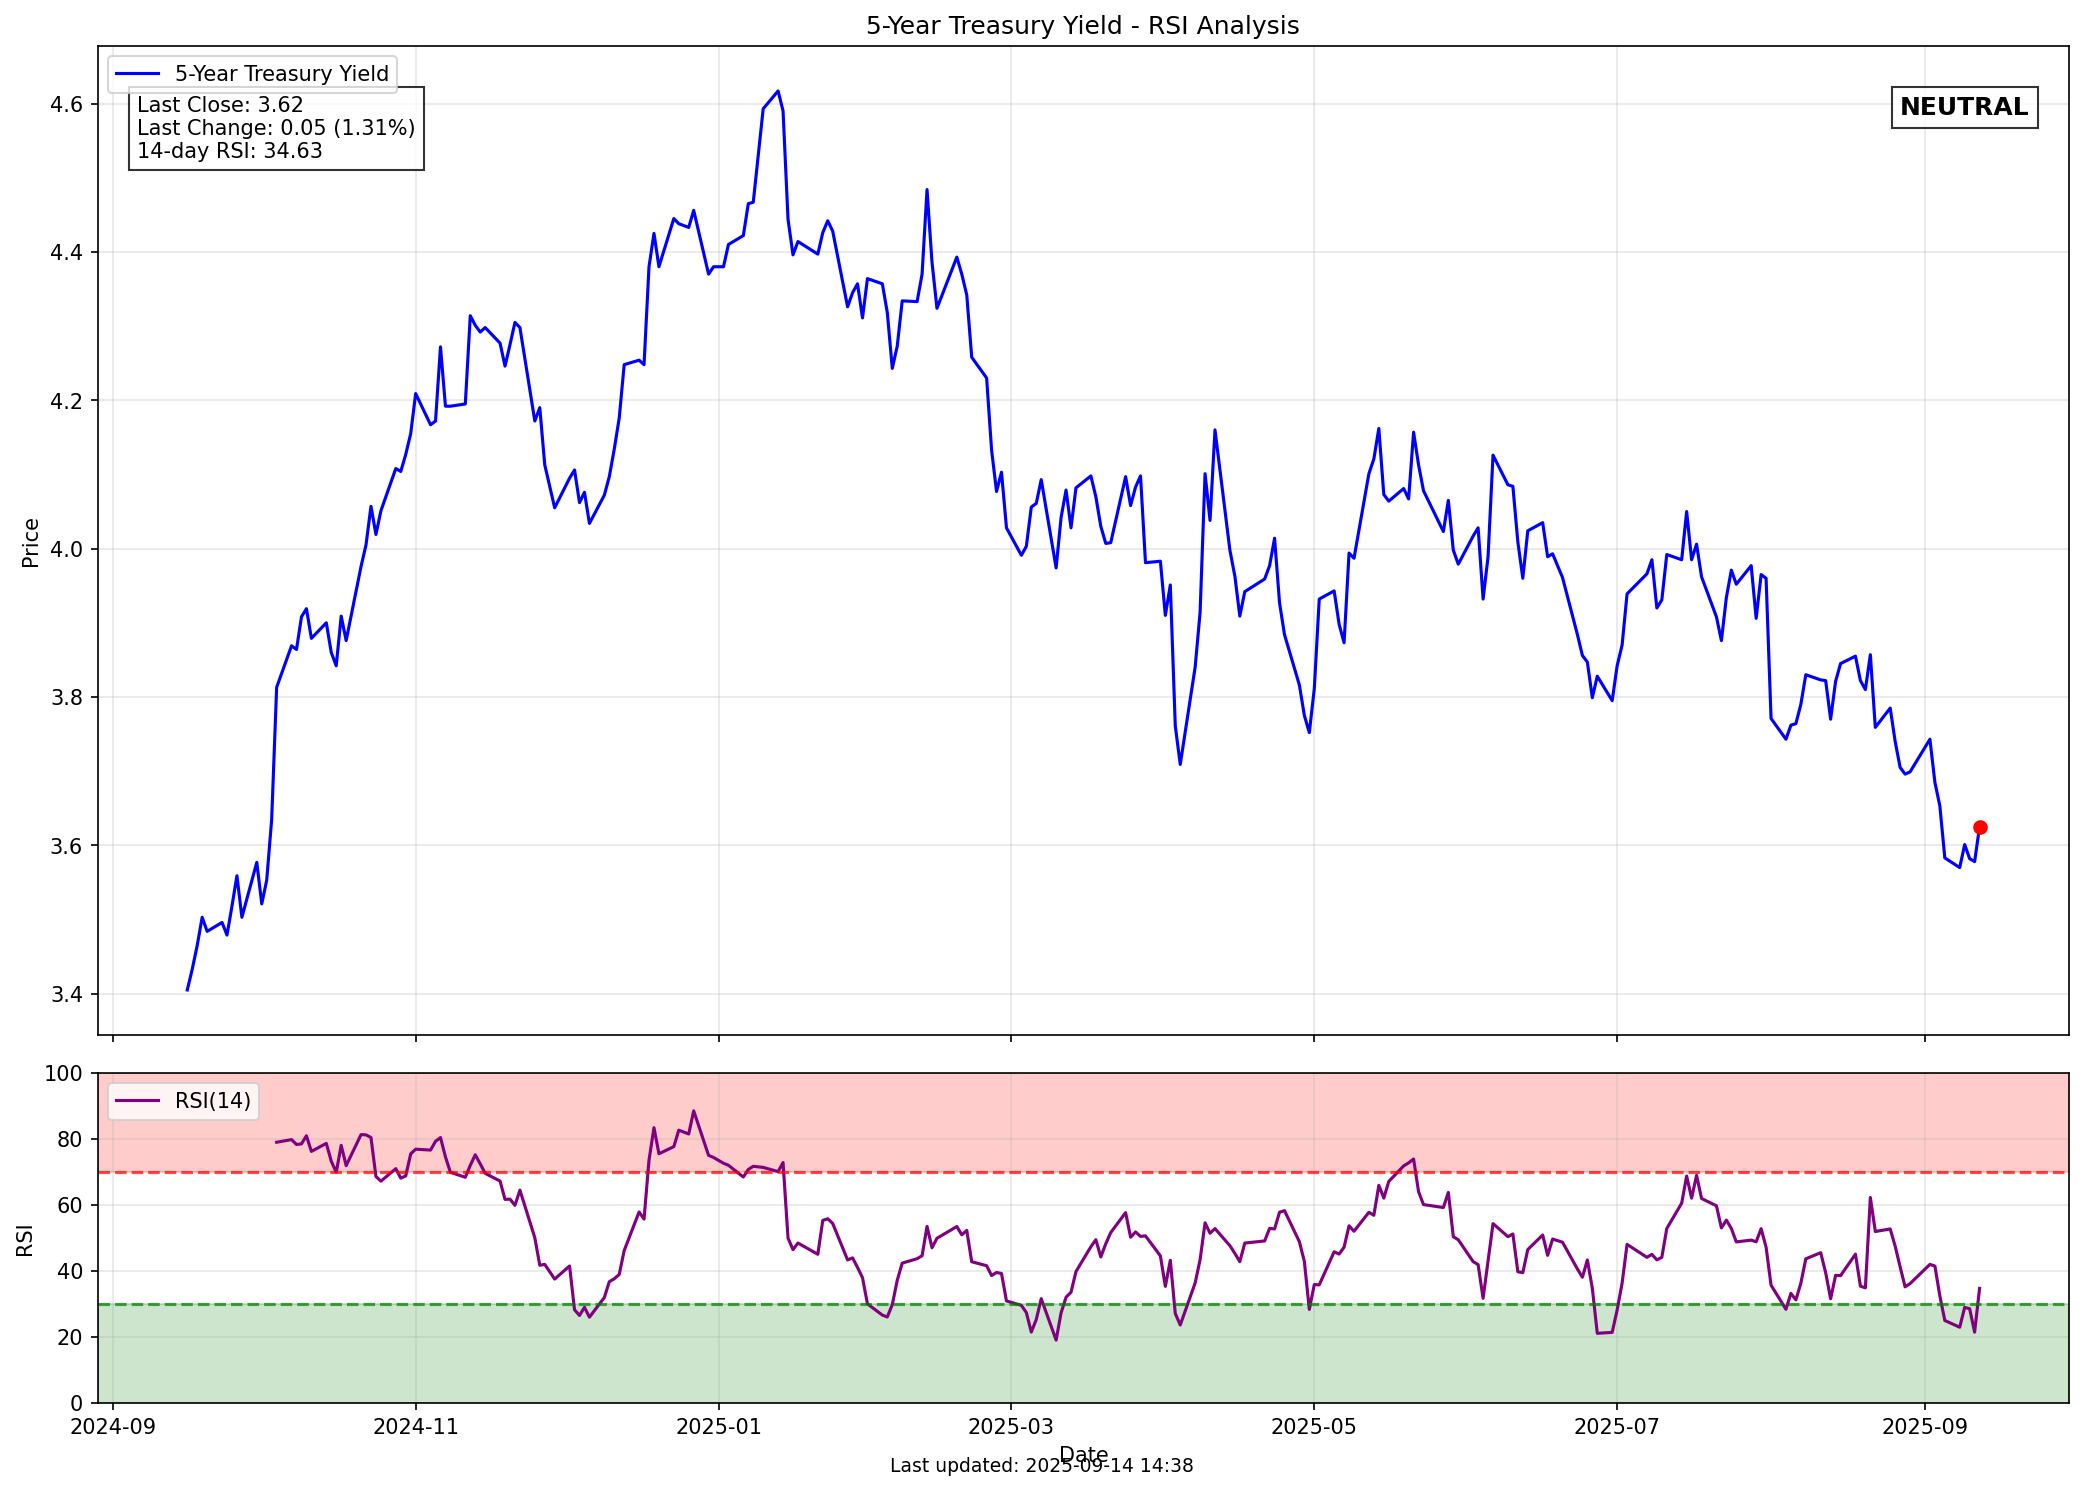 5-Year Treasury Yield - RSI Analysis
5-Year Treasury Yield
Last Close: 3.62
Last Change: 0.05 (1.31%)
14-day RSI: 34.63
NEUTRAL
Price
4.6
4.4
4.2
4.0
3.8
3.6
3.4
RSI(14)
RSI
100
80
60
40
20
0
2024-09 2024-11 2025-01 2025-03 2025-05 2025-07 2025-09
Date
Last updated: 2025-09-14 14:38